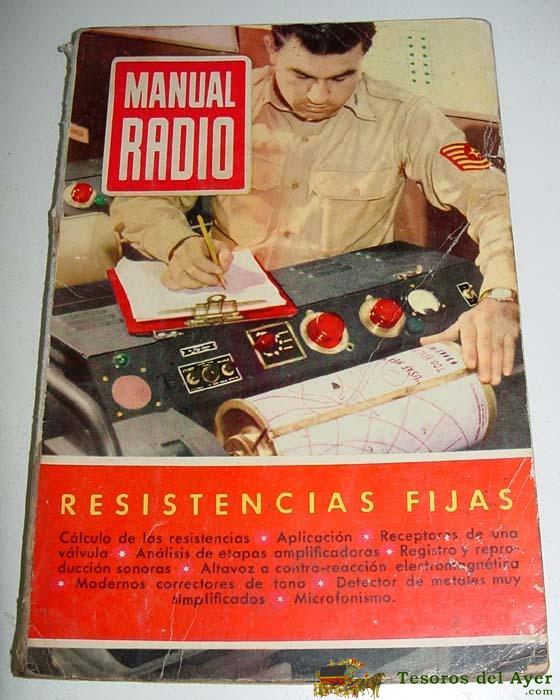 MANUAL
RADIO
RESISTENCIAS FIJAS
Cálculo de las resistencias * Aplicación * Receptores de una
válvula * Análisis de etapas amplificadoras * Registro y repro-
ducción sonoras * Altavoz a contra-reacción electromagnética
* Modernos correctores de tono * Detector de metales muy
simplificados * Microfonismo.
Tesoros del Ayer
.com